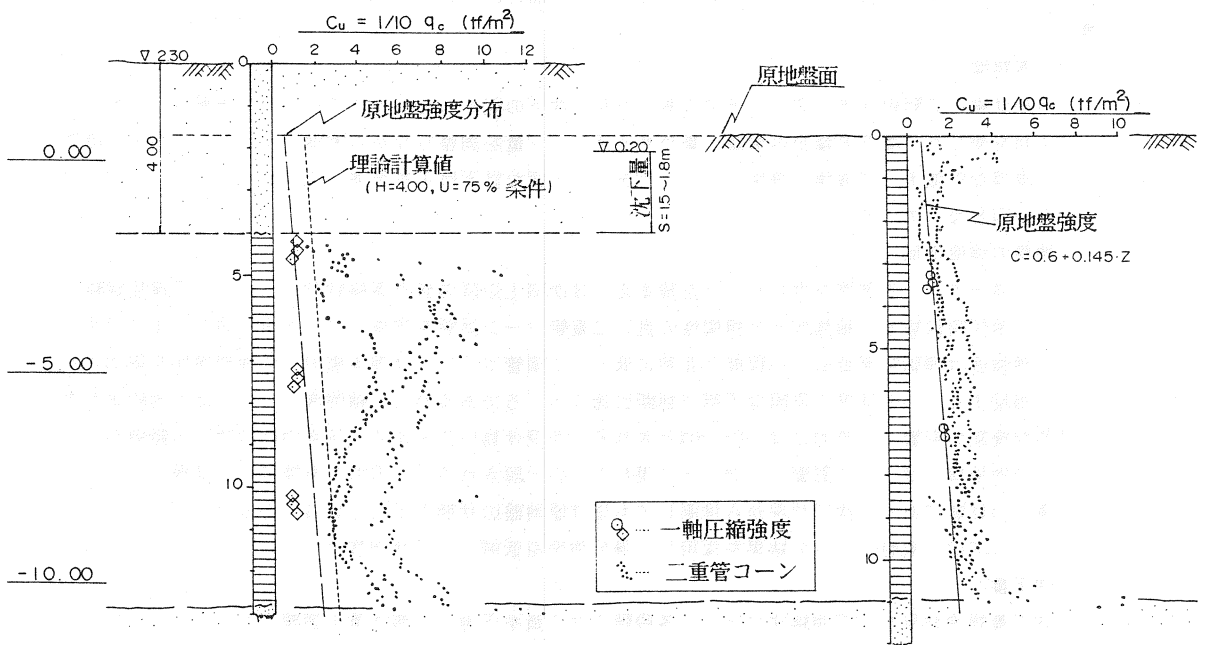 Cu = 1/10 qc (tf/m²)
0 2 4 6 8 10 12
▽ 2.30
0
原地盤強度分布
原地盤面
Cu = 1/10 qc (tf/m²)
0 4 8 10
0
0.00
4.00
理論計算値
(H=4.00, U=75% 条件)
▽ 0.20
沈下量
S=1.5~1.8m
原地盤強度
C=0.6+0.145·Z
5
5
-5.00
10
一軸圧縮強度
二重管コーン
10
-10.00